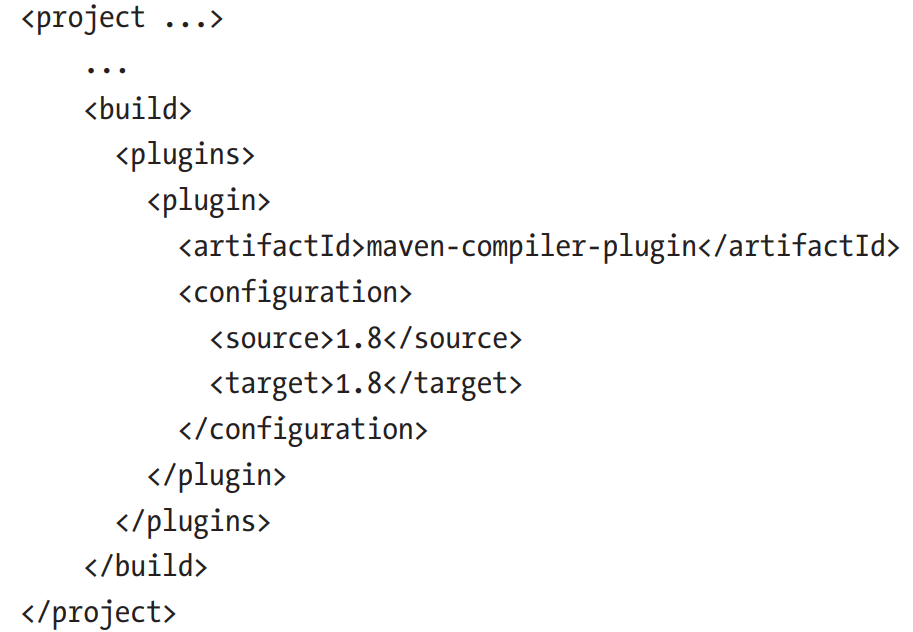 <project ...>
    ...
    <build>
      <plugins>
        <plugin>
          <artifactId>maven-compiler-plugin</artifactId>
          <configuration>
            <source>1.8</source>
            <target>1.8</target>
          </configuration>
        </plugin>
      </plugins>
    </build>
</project>